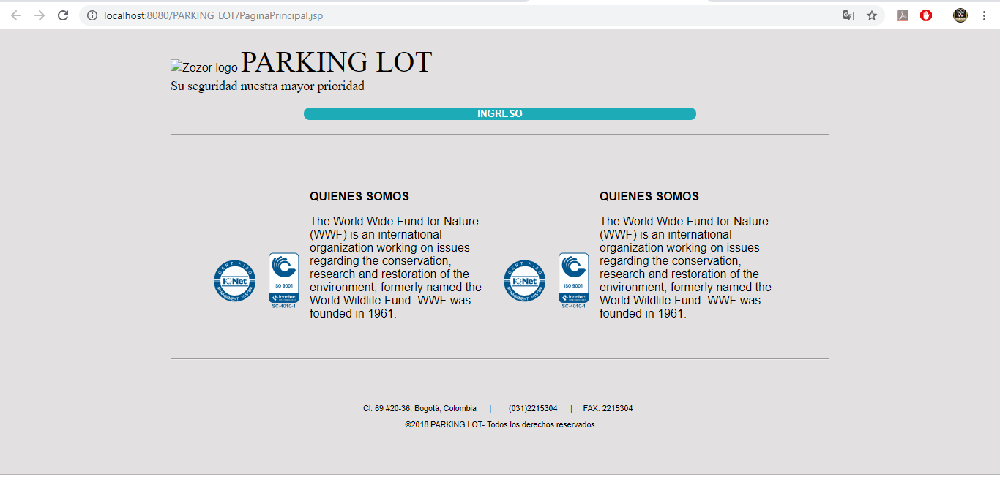 localhost:8080/PARKING_LOT/PaginaPrincipal.jsp
Zozor logo PARKING LOT
Su seguridad nuestra mayor prioridad
INGRESO
QUIENES SOMOS
The World Wide Fund for Nature
(WWF) is an international
organization working on issues
regarding the conservation,
research and restoration of the
environment, formerly named the
World Wildlife Fund. WWF was
founded in 1961.
CERTIFIED
IQNet
MANAGEMENT SYSTEM
ISO 9001
icontec
SC-4010-1
QUIENES SOMOS
The World Wide Fund for Nature
(WWF) is an international
organization working on issues
regarding the conservation,
research and restoration of the
environment, formerly named the
World Wildlife Fund. WWF was
founded in 1961.
CERTIFIED
IQNet
MANAGEMENT SYSTEM
ISO 9001
icontec
SC-4010-1
Cl. 69 #20-36, Bogotá, Colombia | (031)2215304 | FAX: 2215304
©2018 PARKING LOT- Todos los derechos reservados